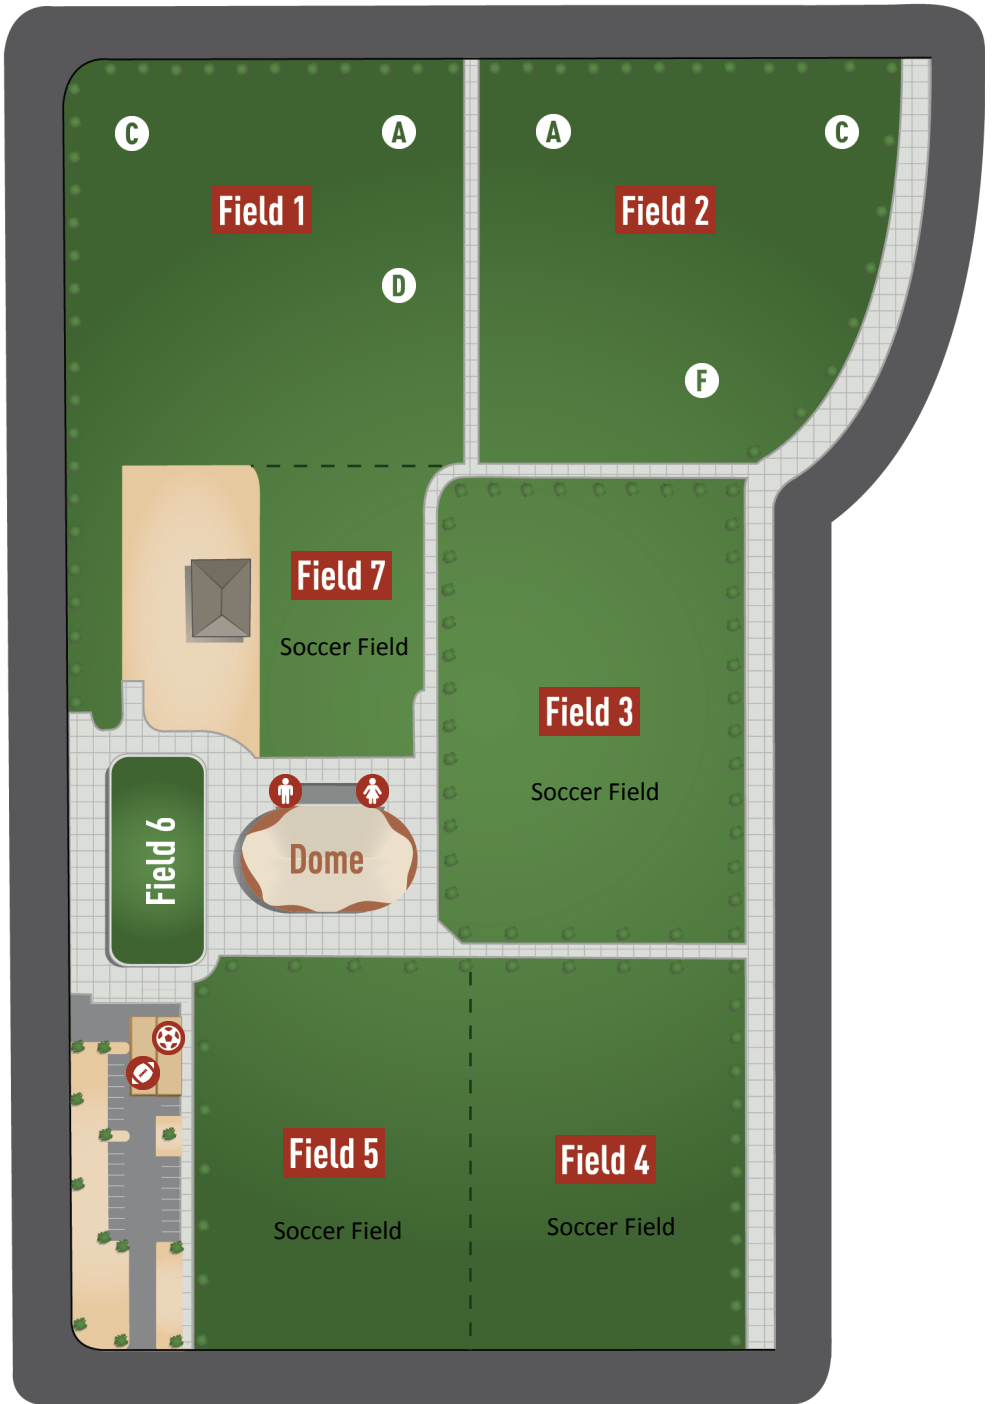 C
A
A
C
Field 1
Field 2
D
F
Field 7
Soccer Field
Field 3
Soccer Field
Field 6
Dome
Field 5
Field 4
Soccer Field
Soccer Field